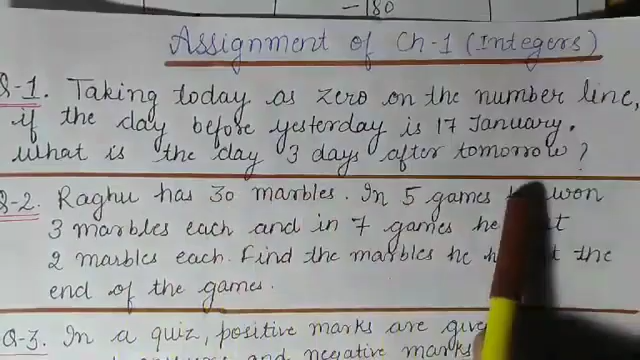 -180
Assignment of Ch-1 (Integers)
Q-1. Taking today as zero on the number line,
if the day before yesterday is 17 January.
What is the day 3 days after tomorrow?
Q-2. Raghu has 30 marbles. In 5 games won
3 marbles each and in 7 games he
2 marbles each. Find the marbles he the
end of the games.
Q-3. In a quiz, positive marks are
and negative marks